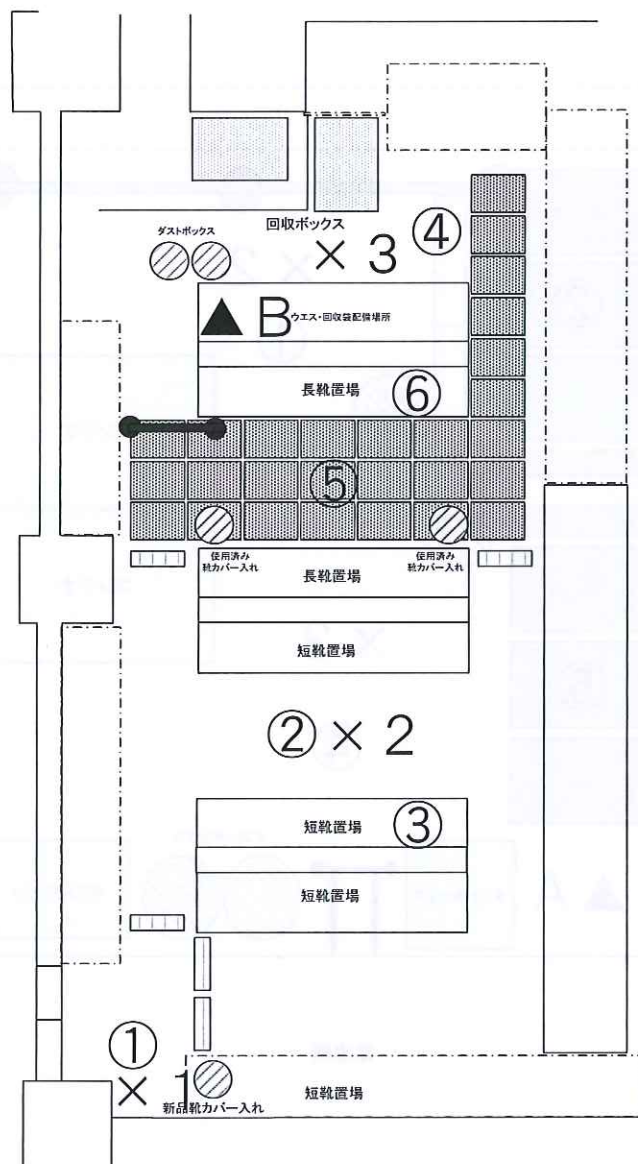 回収ボックス
④
ダストボックス
× 3
▲ B ウエス・回収袋配備場所
長靴置場 ⑥
⑤
使用済み
靴カバー入れ
使用済み
靴カバー入れ
長靴置場
短靴置場
② × 2
短靴置場 ③
短靴置場
①
× 1
新品靴カバー入れ
短靴置場